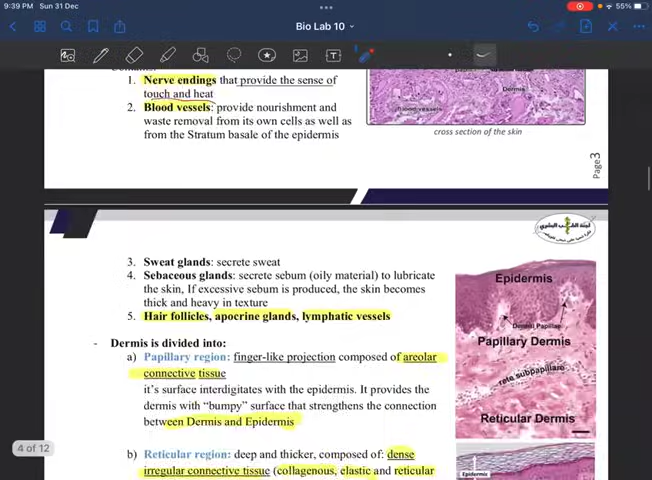 9:39 PM Sun 31 Dec
55%
Bio Lab 10
1. Nerve endings that provide the sense of
touch and heat
2. Blood vessels: provide nourishment and
waste removal from its own cells as well as
from the Stratum basale of the epidermis
Dermis
Blood vessels
cross section of the skin
Page3
3. Sweat glands: secrete sweat
4. Sebaceous glands: secrete sebum (oily material) to lubricate
the skin, If excessive sebum is produced, the skin becomes
thick and heavy in texture
5. Hair follicles, apocrine glands, lymphatic vessels
- Dermis is divided into:
a) Papillary region: finger-like projection composed of areolar
connective tissue
it's surface interdigitates with the epidermis. It provides the
dermis with "bumpy" surface that strengthens the connection
between Dermis and Epidermis
b) Reticular region: deep and thicker, composed of: dense
irregular connective tissue (collagenous, elastic and reticular
Epidermis
Dermal Papillae
Papillary Dermis
rete subpapillare
Reticular Dermis
Epidermis
4 of 12